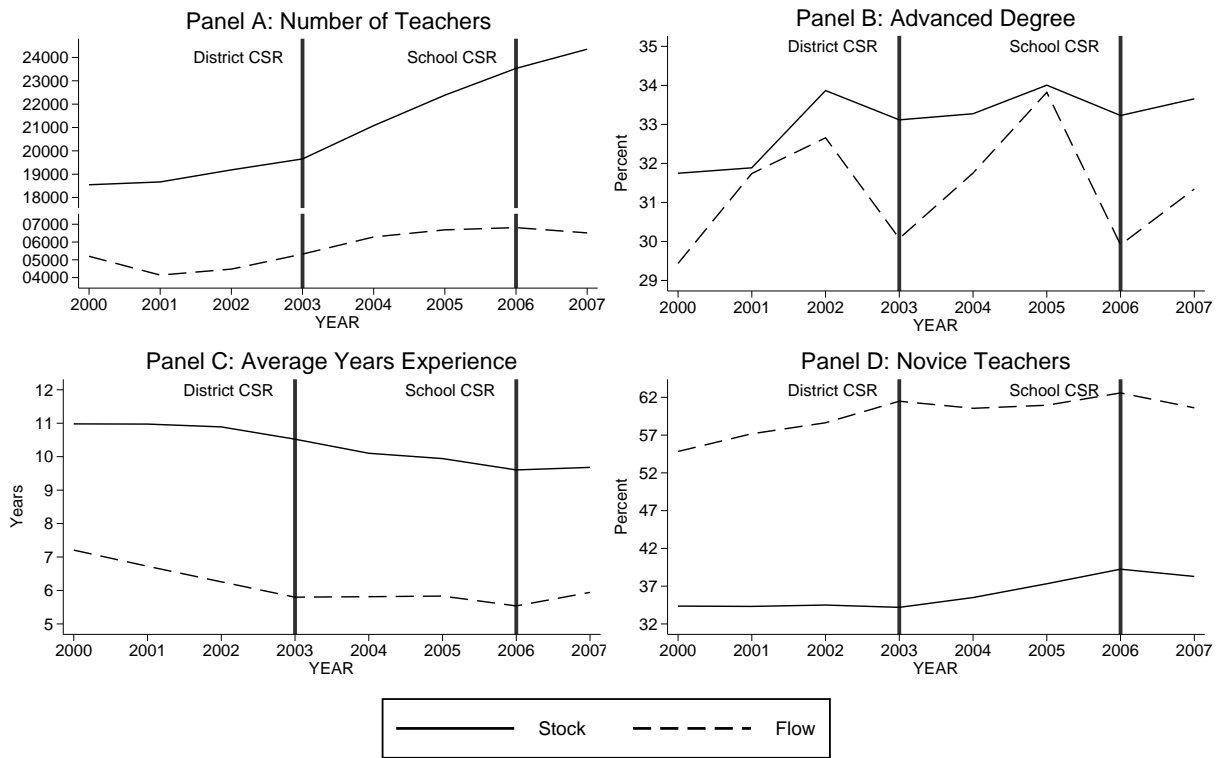 Panel A: Number of Teachers
District CSR
School CSR
24000
23000
22000
21000
20000
19000
18000
07000
06000
05000
04000
2000 2001 2002 2003 2004 2005 2006 2007
YEAR
Panel B: Advanced Degree
District CSR
School CSR
Percent
35
34
33
32
30
29
2000 2001 2002 2003 2004 2005 2006 2007
YEAR
Panel C: Average Years Experience
District CSR
School CSR
Years
12
11
10
9
8
7
6
5
2000 2001 2002 2003 2004 2005 2006 2007
YEAR
Panel D: Novice Teachers
District CSR
School CSR
Percent
62
57
52
47
42
37
32
2000 2001 2002 2003 2004 2005 2006 2007
YEAR
Stock Flow